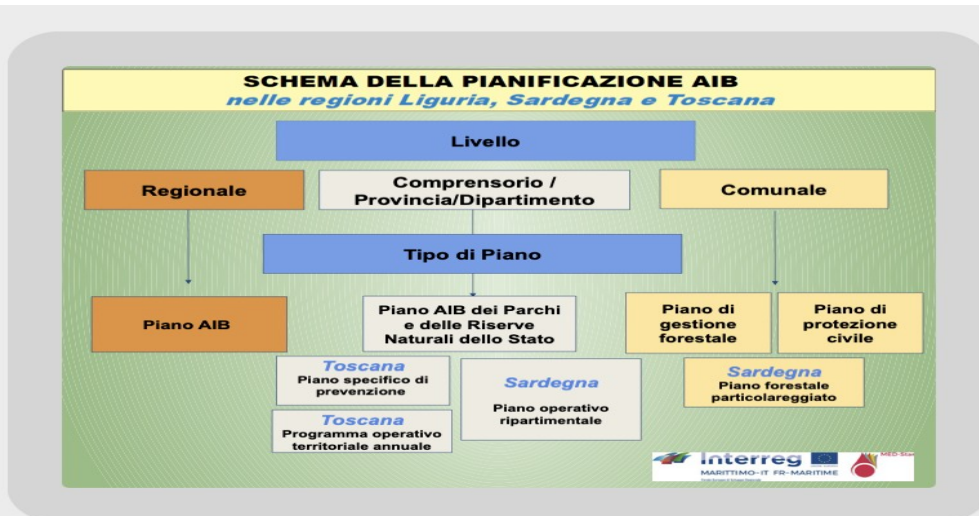 SCHEMA DELLA PIANIFICAZIONE AIB
nelle regioni Liguria, Sardegna e Toscana
Livello
Regionale
Comprensorio /
Provincia/Dipartimento
Comunale
Tipo di Piano
Piano AIB
Piano AIB dei Parchi
e delle Riserve
Naturali dello Stato
Piano di
gestione
forestale
Piano di
protezione
civile
Toscana
Piano specifico di
prevenzione
Toscana
Programma operativo
territoriale annuale
Sardegna
Piano operativo
ripartimentale
Sardegna
Piano forestale
particolareggiato
Interreg
MARITTIMO-IT FR-MARITIME
MED-Star